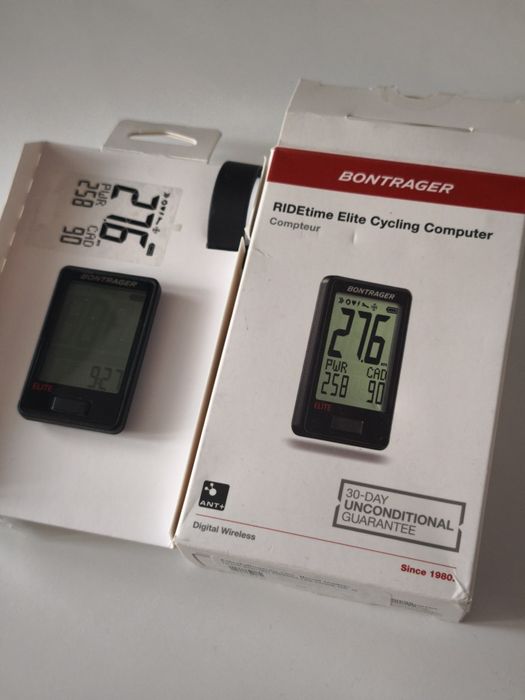 27.6
PWR
258
CAD
90
BONTRAGER
927
ELITE
BONTRAGER
RIDEtime Elite Cycling Computer
Compteur
BONTRAGER
27.6
PWR CAD
258 90
ELITE
ANT+
30-DAY
UNCONDITIONAL
GUARANTEE
Digital Wireless
Since 1980.